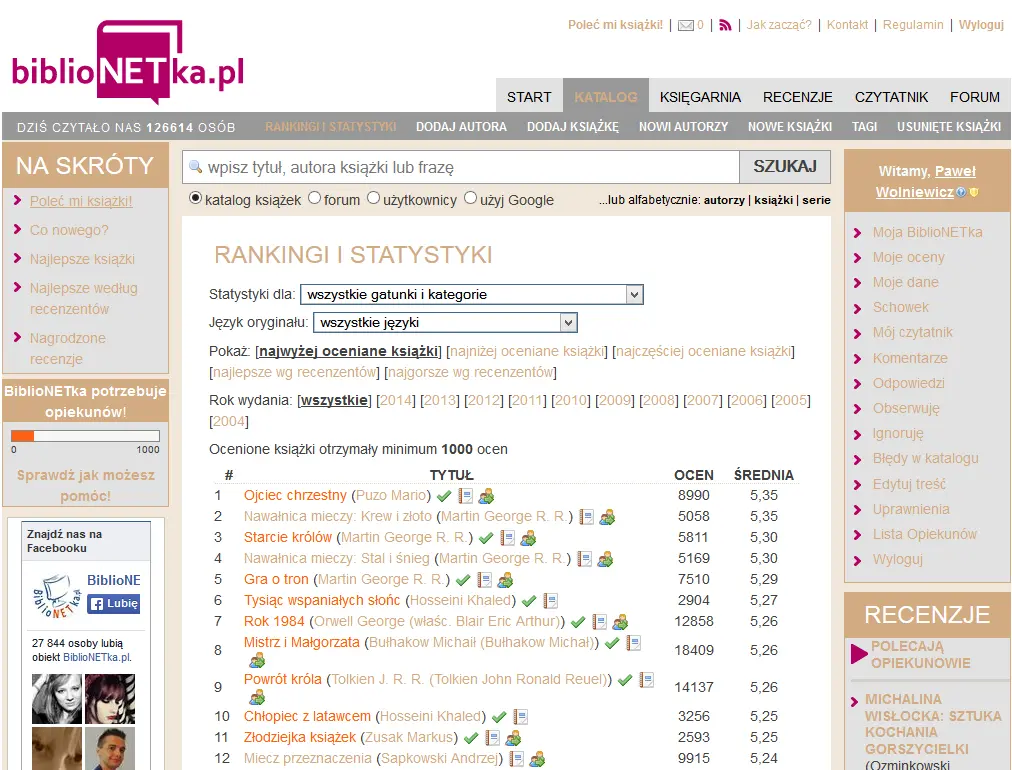 Poleć mi książki! | 0 | | Jak zacząć? | Kontakt | Regulamin | Wyloguj
biblioNETka.pl
START KATALOG KSIĘGARNIA RECENZJE CZYTATNIK FORUM
DZIŚ CZYTAŁO NAS 126614 OSÓB
RANKINGI I STATYSTYKI DODAJ AUTORA DODAJ KSIĄŻKĘ NOWI AUTORZY NOWE KSIĄŻKI TAGI USUNIĘTE KSIĄŻKI
NA SKRÓTY
Poleć mi książki!
Co nowego?
Najlepsze książki
Najlepsze według
recenzentów
Nagrodzone
recenzje
BiblioNETka potrzebuje
opiekunów!
0 1000
Sprawdź jak możesz
pomóc!
Znajdź nas na
Facebooku
BiblioNETka.pl
BiblioNE
Lubię
27 844 osoby lubią
obiekt BiblioNETka.pl.
wpisz tytuł, autora książki lub frazę SZUKAJ
katalog książek forum użytkownicy użyj Google ...lub alfabetycznie: autorzy | książki | serie
RANKINGI I STATYSTYKI
Statystyki dla: wszystkie gatunki i kategorie
Język oryginału: wszystkie języki
Pokaż: [najwyżej oceniane książki] [najniżej oceniane książki] [najczęściej oceniane książki]
[najlepsze wg recenzentów] [najgorsze wg recenzentów]
Rok wydania: [wszystkie] [2014] [2013] [2012] [2011] [2010] [2009] [2008] [2007] [2006] [2005]
[2004]
Ocenione książki otrzymały minimum 1000 ocen
# TYTUŁ OCEN ŚREDNIA
1 Ojciec chrzestny (Puzo Mario) 8990 5,35
2 Nawałnica mieczy: Krew i złoto (Martin George R. R.) 5058 5,35
3 Starcie królów (Martin George R. R.) 5811 5,30
4 Nawałnica mieczy: Stal i śnieg (Martin George R. R.) 5169 5,30
5 Gra o tron (Martin George R. R.) 7510 5,29
6 Tysiąc wspaniałych słońc (Hosseini Khaled) 2904 5,27
7 Rok 1984 (Orwell George (właśc. Blair Eric Arthur)) 12858 5,26
8 Mistrz i Małgorzata (Bułhakow Michaił (Bułhakow Michał)) 18409 5,26
9 Powrót króla (Tolkien J. R. R. (Tolkien John Ronald Reuel)) 14137 5,26
10 Chłopiec z latawcem (Hosseini Khaled) 3256 5,25
11 Złodziejka książek (Zusak Markus) 2593 5,25
12 Miecz przeznaczenia (Sapkowski Andrzej) 9915 5,24
Witamy, Paweł
Wolniewicz
Moja BiblioNETka
Moje oceny
Moje dane
Schowek
Mój czytatnik
Komentarze
Odpowiedzi
Obserwuję
Ignoruję
Błędy w katalogu
Edytuj treść
Uprawnienia
Lista Opiekunów
Wyloguj
RECENZJE
POLECAJĄ
OPIEKUNOWIE
MICHALINA
WISŁOCKA: SZTUKA
KOCHANIA
GORSZYCIELKI
(Ozminkowski